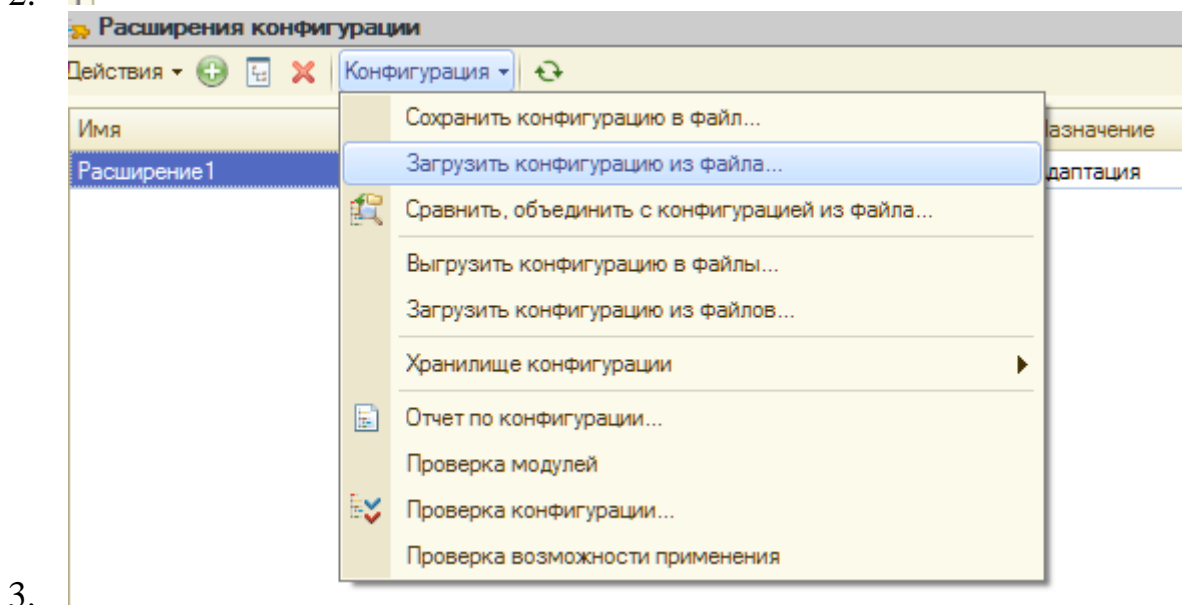 2.
Расширения конфигурации
Действия Конфигурация
Имя
азначение
Расширение1
даптация
Сохранить конфигурацию в файл...
Загрузить конфигурацию из файла...
Сравнить, объединить с конфигурацией из файла...
Выгрузить конфигурацию в файлы...
Загрузить конфигурацию из файлов...
Хранилище конфигурации
Отчет по конфигурации...
Проверка модулей
Проверка конфигурации...
Проверка возможности применения
3.